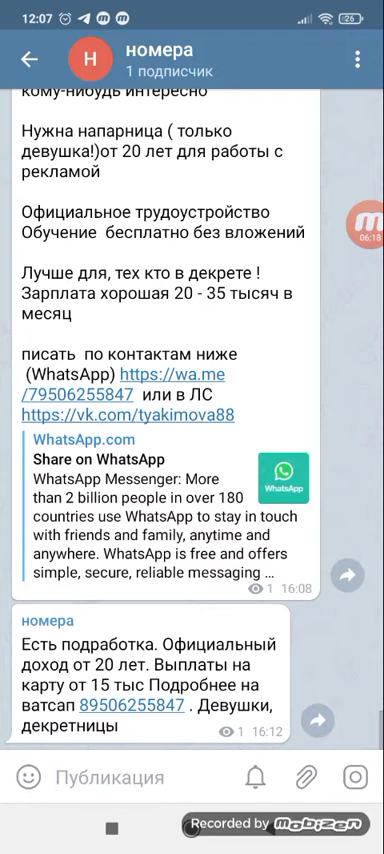 12:07
26
Н
номера
1 подписчик
кому-нибудь интересно
Нужна напарница ( только
девушка!)от 20 лет для работы с
рекламой
Официальное трудоустройство
Обучение бесплатно без вложений
Лучше для, тех кто в декрете !
Зарплата хорошая 20 - 35 тысяч в
месяц
06:18
писать по контактам ниже
(WhatsApp) https://wa.me
/79506255847 или в ЛС
https://vk.com/tyakimova88
WhatsApp.com
Share on WhatsApp
WhatsApp Messenger: More
than 2 billion people in over 180
countries use WhatsApp to stay in touch
with friends and family, anytime and
anywhere. WhatsApp is free and offers
simple, secure, reliable messaging ...
WhatsApp
1 16:08
номера
Есть подработка. Официальный
доход от 20 лет. Выплаты на
карту от 15 тыс Подробнее на
ватсап 89506255847 . Девушки,
декретницы
1 16:12
Публикация
Recorded by mobizen